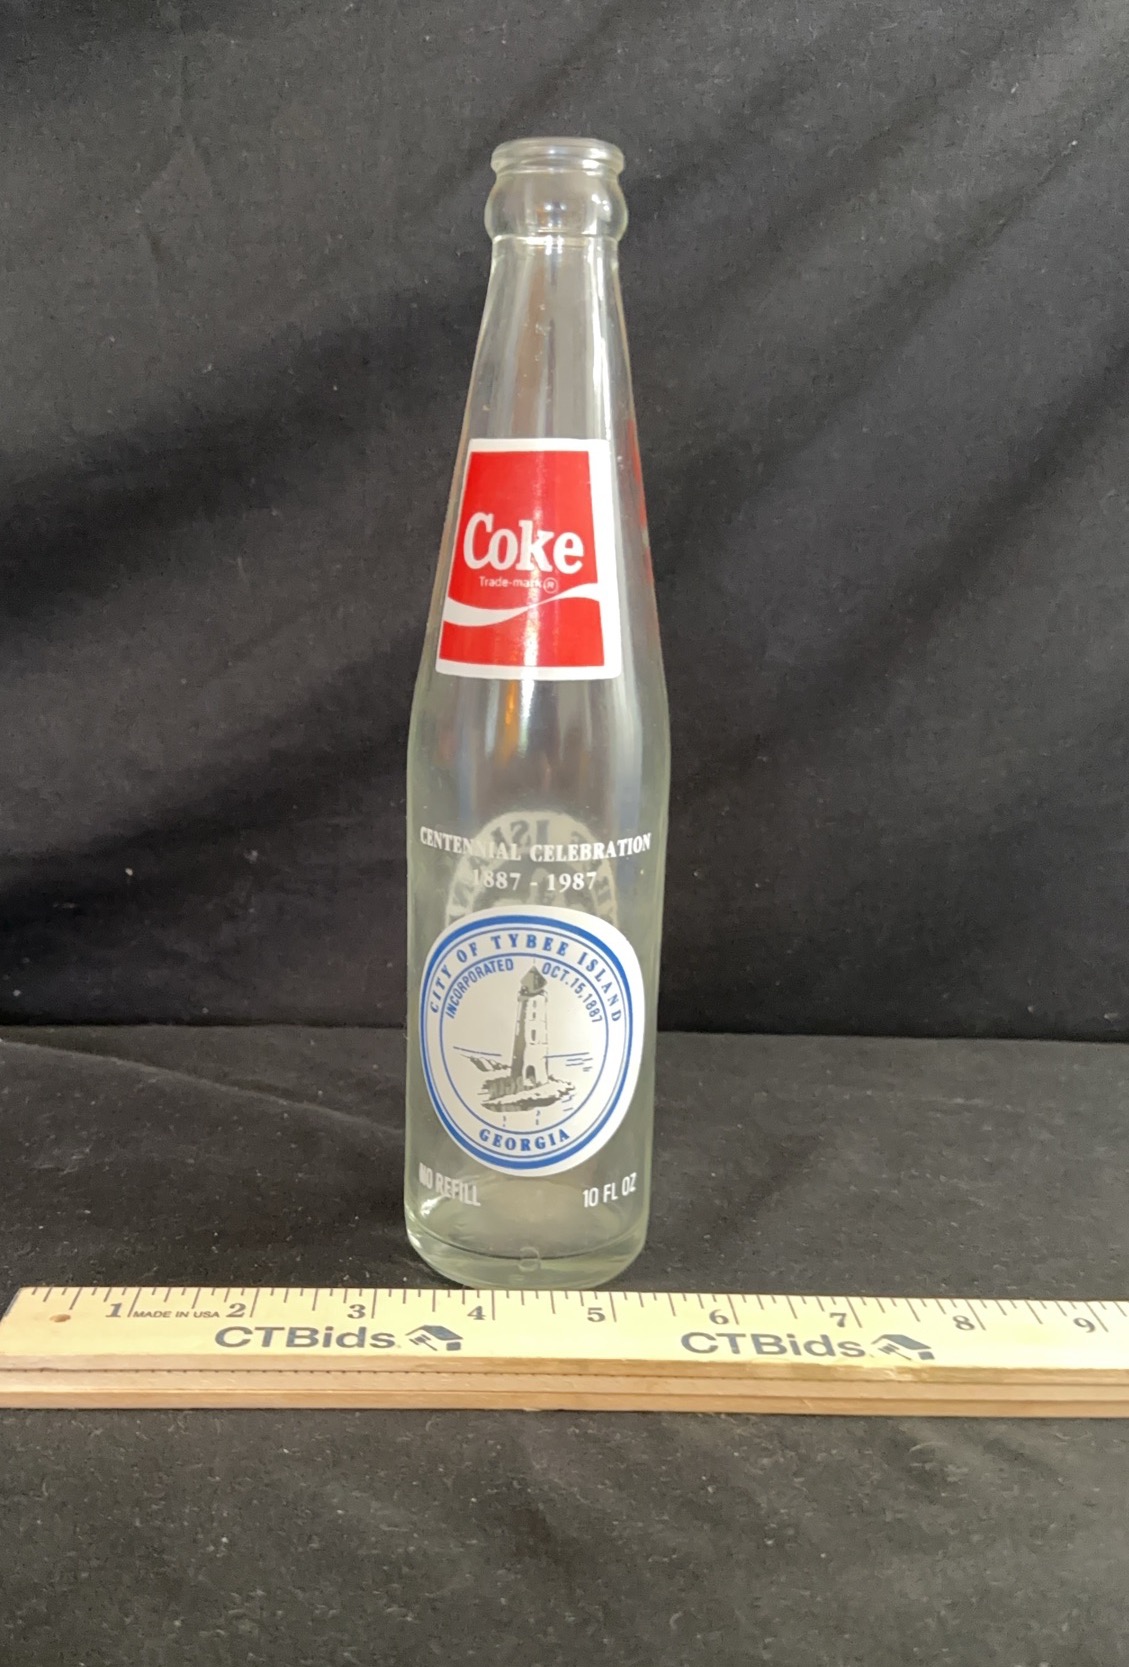 Coke
Trade-mark®
CENTENNIAL CELEBRATION
1887 - 1987
CITY OF TYBEE ISLAND
INCORPORATED OCT. 15, 1887
GEORGIA
NO REFILL 10 FL OZ
1 MADE IN USA 2 3 4 5 6 7 8 9
CTBids CTBids